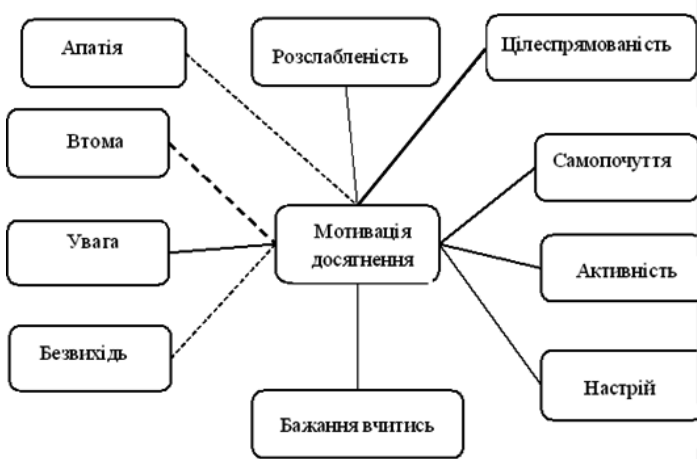 Апатія
Розслабленість
Цілеспрямованість
Втома
Самопочуття
Увага
Мотивація
досягнення
Активність
Безвихідь
Настрій
Бажання вчитись